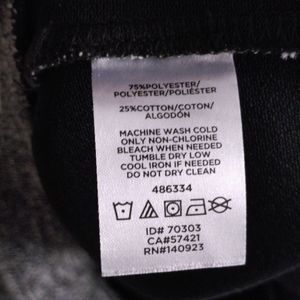 75%POLYESTER/
POLYESTER/POLIÉSTER
25%COTTON/COTON/
ALGODÓN
MACHINE WASH COLD
ONLY NON-CHLORINE
BLEACH WHEN NEEDED
TUMBLE DRY LOW
COOL IRON IF NEEDED
DO NOT DRY CLEAN
486334
ID# 70303
CA#57421
RN#140923